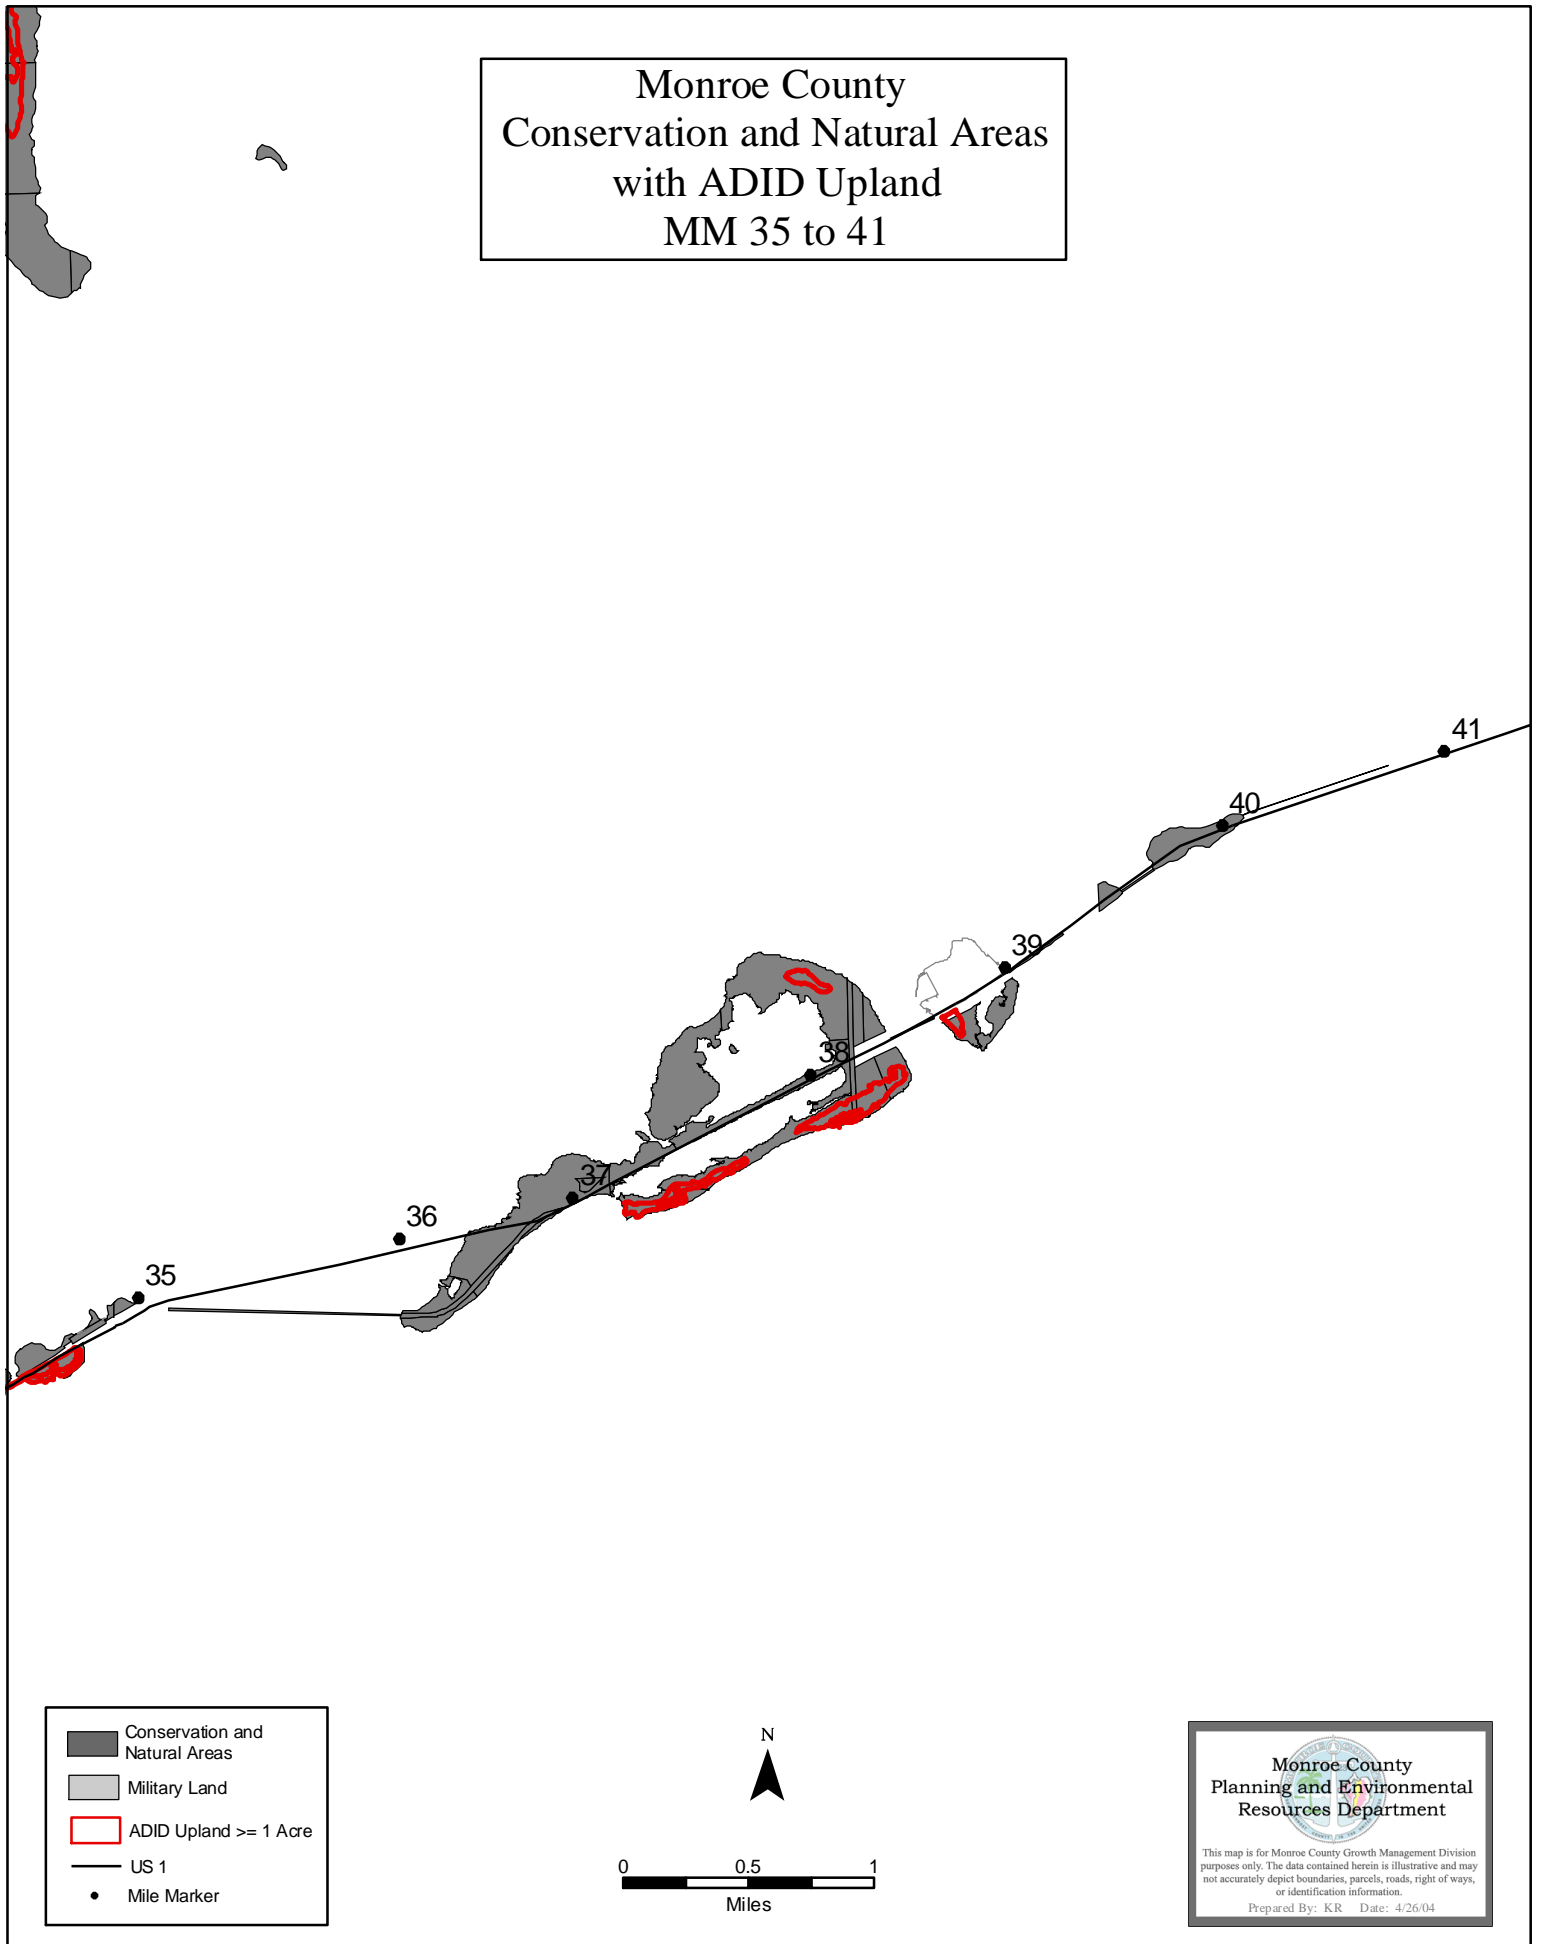 Monroe County
Conservation and Natural Areas
with ADID Upland
MM 35 to 41
41
40
39
38
37
36
35
Conservation and
Natural Areas
Military Land
ADID Upland >= 1 Acre
US 1
Mile Marker
N
0 0.5 1
Miles
Monroe County
Planning and Environmental
Resources Department
This map is for Monroe County Growth Management Division
purposes only. The data contained herein is illustrative and may
not accurately depict boundaries, parcels, roads, right of ways,
or identification information.
Prepared By: KR Date: 4/26/04